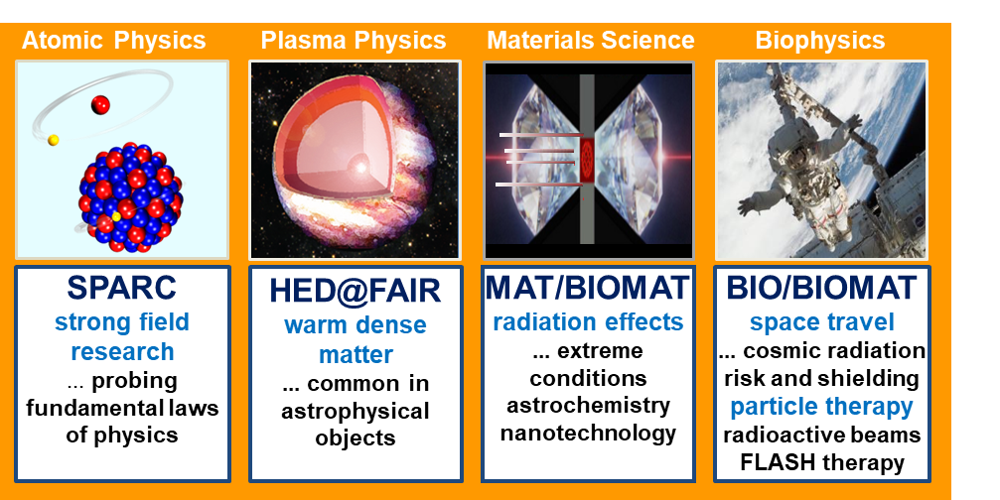 Atomic Physics
Plasma Physics
Materials Science
Biophysics
SPARC
strong field
research
... probing
fundamental laws
of physics
HED@FAIR
warm dense
matter
... common in
astrophysical
objects
MAT/BIOMAT
radiation effects
... extreme
conditions
astrochemistry
nanotechnology
BIO/BIOMAT
space travel
... cosmic radiation
risk and shielding
particle therapy
radioactive beams
FLASH therapy